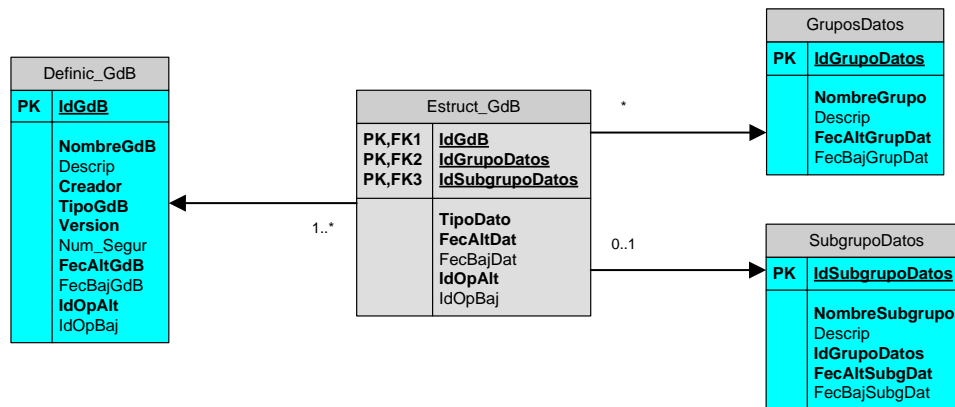 Definic_GdB
PK IdGdB
NombreGdB
Descrip
Creador
TipoGdB
Version
Num_Segur
FecAltGdB
FecBajGdB
IdOpAlt
IdOpBaj
1..*
Estruct_GdB
PK,FK1 IdGdB
PK,FK2 IdGrupoDatos
PK,FK3 IdSubgrupoDatos
TipoDato
FecAltDat
FecBajDat
IdOpAlt
IdOpBaj
*
0..1
GruposDatos
PK IdGrupoDatos
NombreGrupo
Descrip
FecAltGrupDat
FecBajGrupDat
SubgrupoDatos
PK IdSubgrupoDatos
NombreSubgrupo
Descrip
IdGrupoDatos
FecAltSubgDat
FecBajSubgDat